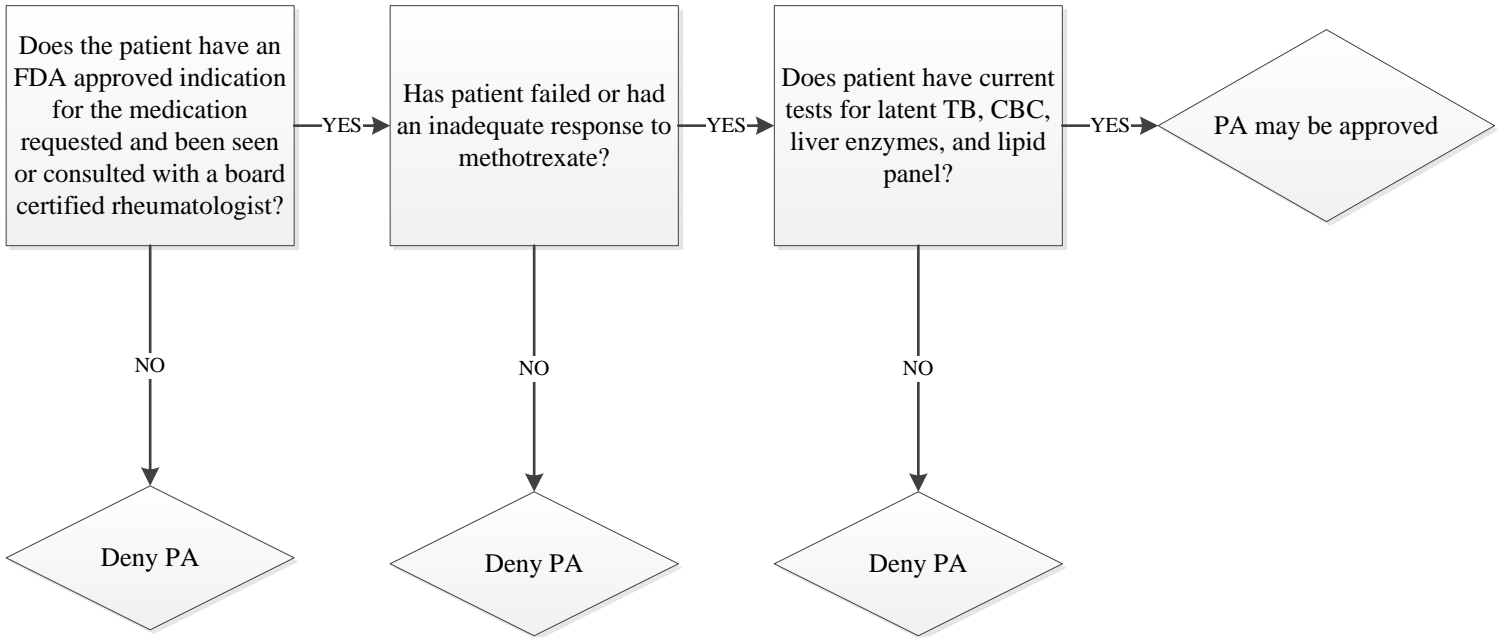 Does the patient have an
FDA approved indication
for the medication
requested and been seen
or consulted with a board
certified rheumatologist?
YES
Has patient failed or had
an inadequate response to
methotrexate?
YES
Does patient have current
tests for latent TB, CBC,
liver enzymes, and lipid
panel?
YES
PA may be approved
NO
NO
NO
Deny PA
Deny PA
Deny PA